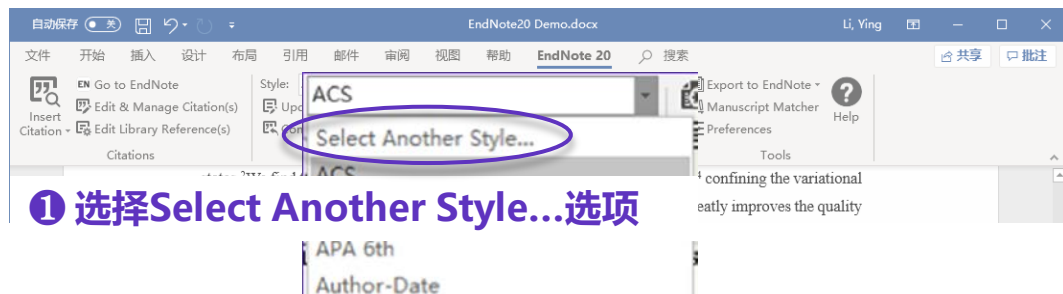 自动保存 关 EndNote20 Demo.docx Li, Ying
文件 开始 插入 设计 布局 引用 邮件 审阅 视图 帮助 EndNote 20 搜索 共享 批注
Insert Citation
EN Go to EndNote
Edit & Manage Citation(s)
Edit Library Reference(s)
Citations
Style:
ACS
Select Another Style...
ACS
Export to EndNote
Manuscript Matcher
Preferences
Help
Tools
confining the variational
❶ 选择Select Another Style...选项
eatly improves the quality
APA 6th
Author-Date